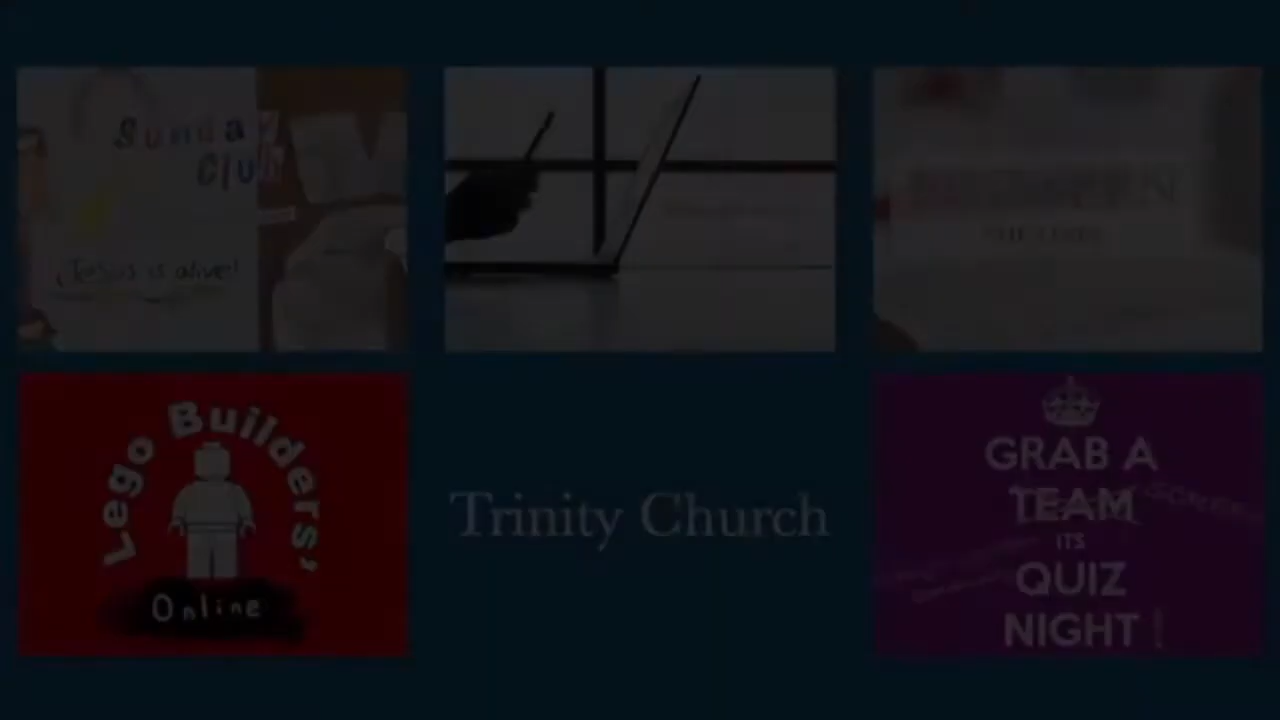 Sunday
Club
Jesus is alive!
Lego Builders'
Online
Trinity Church
GRAB A
TEAM
ITS
QUIZ
NIGHT!